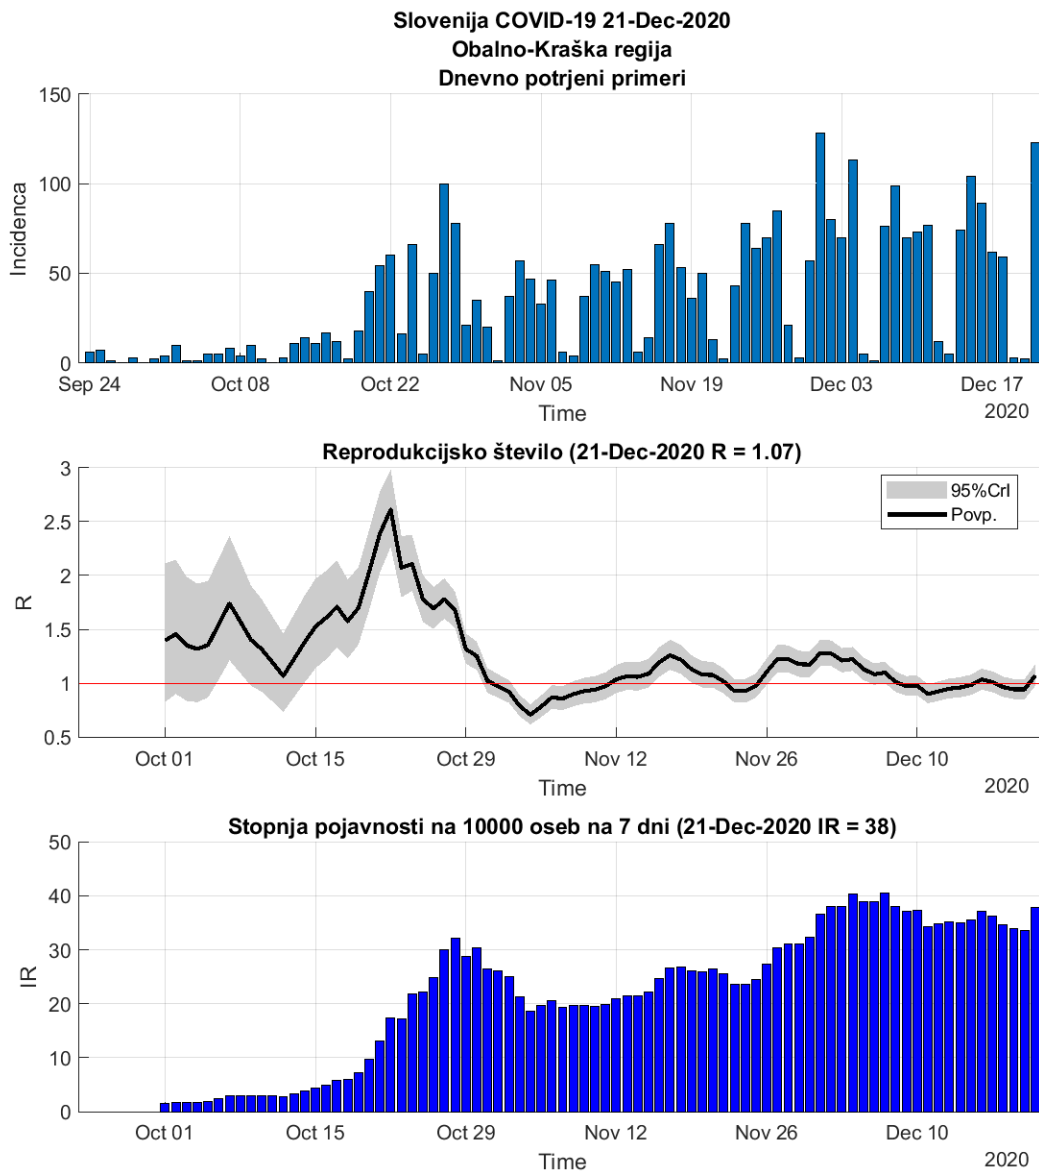 Slovenija COVID-19 21-Dec-2020
Obalno-Kraška regija
Dnevno potrjeni primeri
150
100
50
0
Incidenca
Sep 24 Oct 08 Oct 22 Nov 05 Nov 19 Dec 03 Dec 17
Time
2020
Reprodukcijsko število (21-Dec-2020 R = 1.07)
3
2.5
2
1.5
1
0.5
R
95%CrI
Povp.
Oct 01 Oct 15 Oct 29 Nov 12 Nov 26 Dec 10
Time
2020
Stopnja pojavnosti na 10000 oseb na 7 dni (21-Dec-2020 IR = 38)
50
40
30
20
10
0
IR
Oct 01 Oct 15 Oct 29 Nov 12 Nov 26 Dec 10
Time
2020